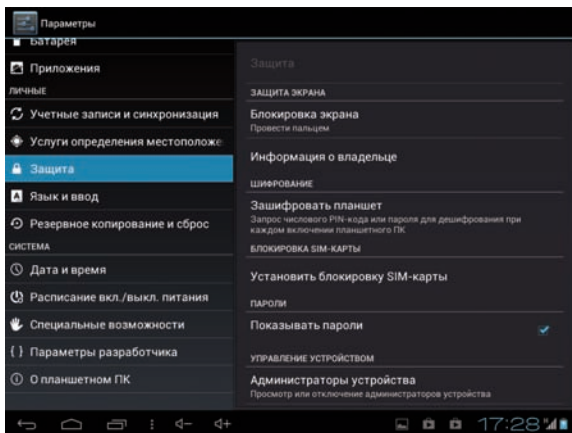 Параметры
Батарея
Приложения
ЛИЧНЫЕ
Учетные записи и синхронизация
Услуги определения местоположе
Защита
Язык и ввод
Резервное копирование и сброс
СИСТЕМА
Дата и время
Расписание вкл./выкл. питания
Специальные возможности
Параметры разработчика
О планшетном ПК
Защита
ЗАЩИТА ЭКРАНА
Блокировка экрана
Провести пальцем
Информация о владельце
ШИФРОВАНИЕ
Зашифровать планшет
Запрос числового PIN-кода или пароля для дешифрования при
каждом включении планшетного ПК
БЛОКИРОВКА SIM-КАРТЫ
Установить блокировку SIM-карты
ПАРОЛИ
Показывать пароли
УПРАВЛЕНИЕ УСТРОЙСТВОМ
Администраторы устройства
Просмотр или отключение администраторов устройства
17:28